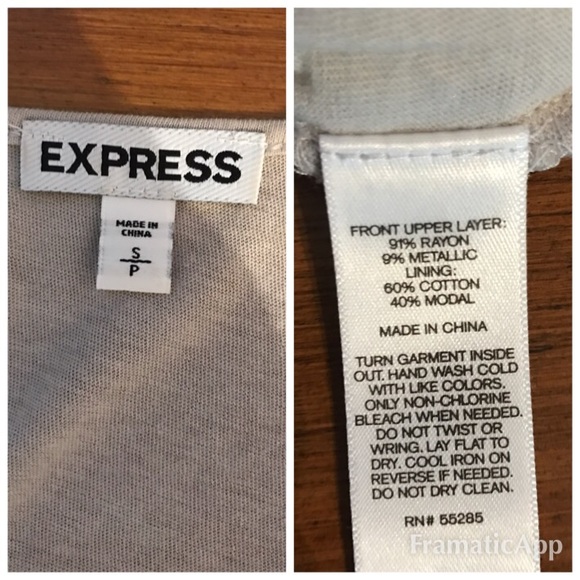 EXPRESS
MADE IN
CHINA
S
P
FRONT UPPER LAYER:
91% RAYON
9% METALLIC
LINING:
60% COTTON
40% MODAL
MADE IN CHINA
TURN GARMENT INSIDE
OUT. HAND WASH COLD
WITH LIKE COLORS.
ONLY NON-CHLORINE
BLEACH WHEN NEEDED.
DO NOT TWIST OR
WRING. LAY FLAT TO
DRY. COOL IRON ON
REVERSE IF NEEDED.
DO NOT DRY CLEAN.
RN# 55285
FramaticApp